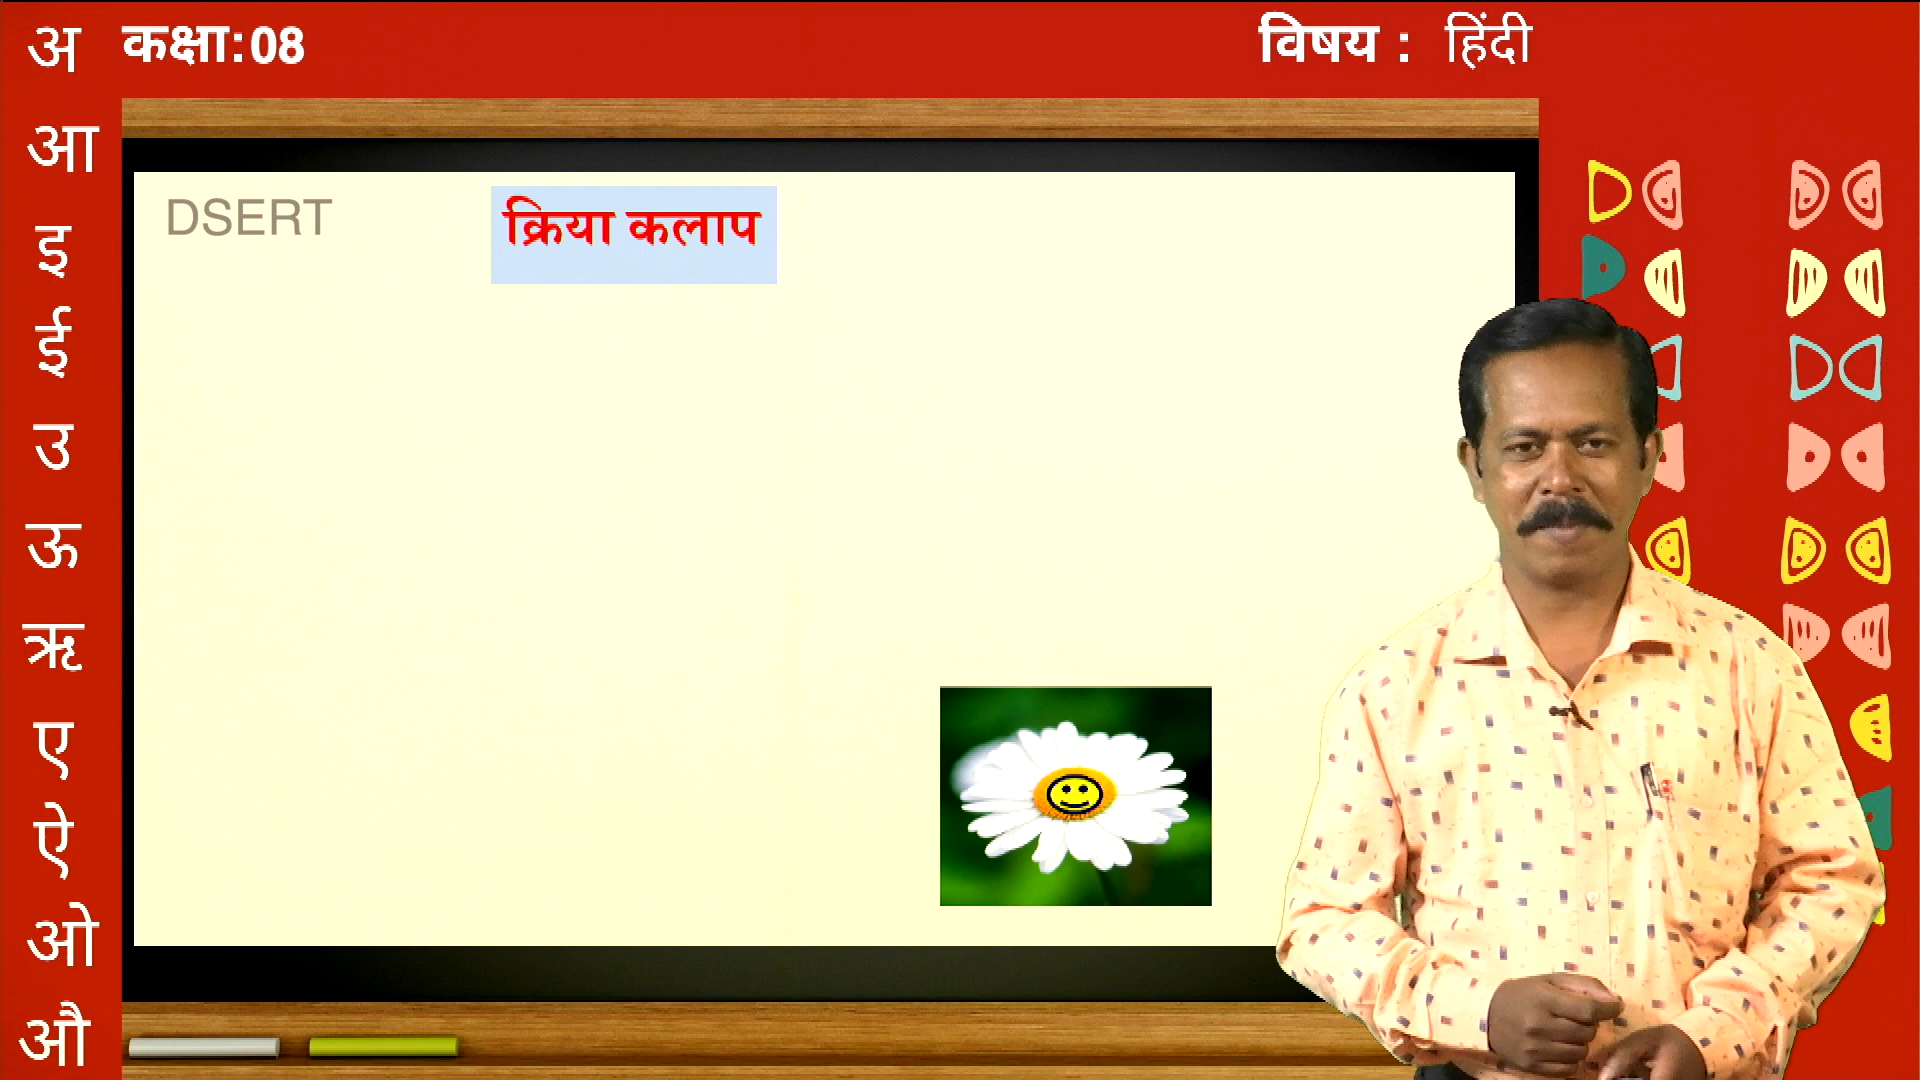 कक्षा:08
विषय : हिंदी
अ
आ
इ
ई
उ
ऊ
ऋ
ए
ऐ
ओ
औ
DSERT
क्रिया कलाप